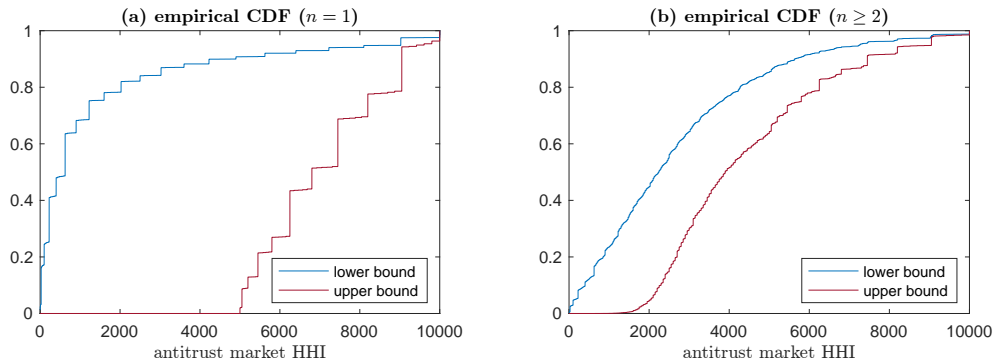 (a) empirical CDF (n = 1)
1
0.8
0.6
0.4
0.2
0
0 2000 4000 6000 8000 10000
antitrust market HHI
lower bound
upper bound
(b) empirical CDF (n ≥ 2)
1
0.8
0.6
0.4
0.2
0
0 2000 4000 6000 8000 10000
antitrust market HHI
lower bound
upper bound